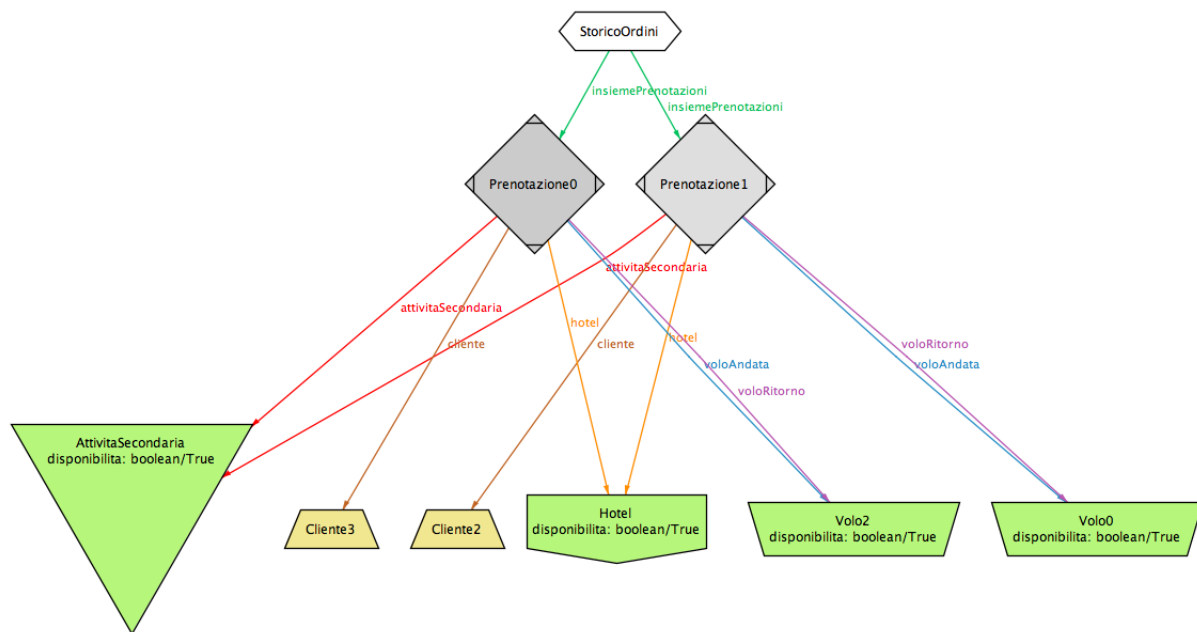 StoricoOrdini
insiemePrenotazioni
insiemePrenotazioni
Prenotazione0
Prenotazione1
attivitaSecondaria
attivitaSecondaria
hotel
hotel
cliente
cliente
voloRitorno
voloAndata
voloAndata
voloRitorno
AttivitaSecondaria
disponibilita: boolean/True
Cliente3
Cliente2
Hotel
disponibilita: boolean/True
Volo2
disponibilita: boolean/True
Volo0
disponibilita: boolean/True